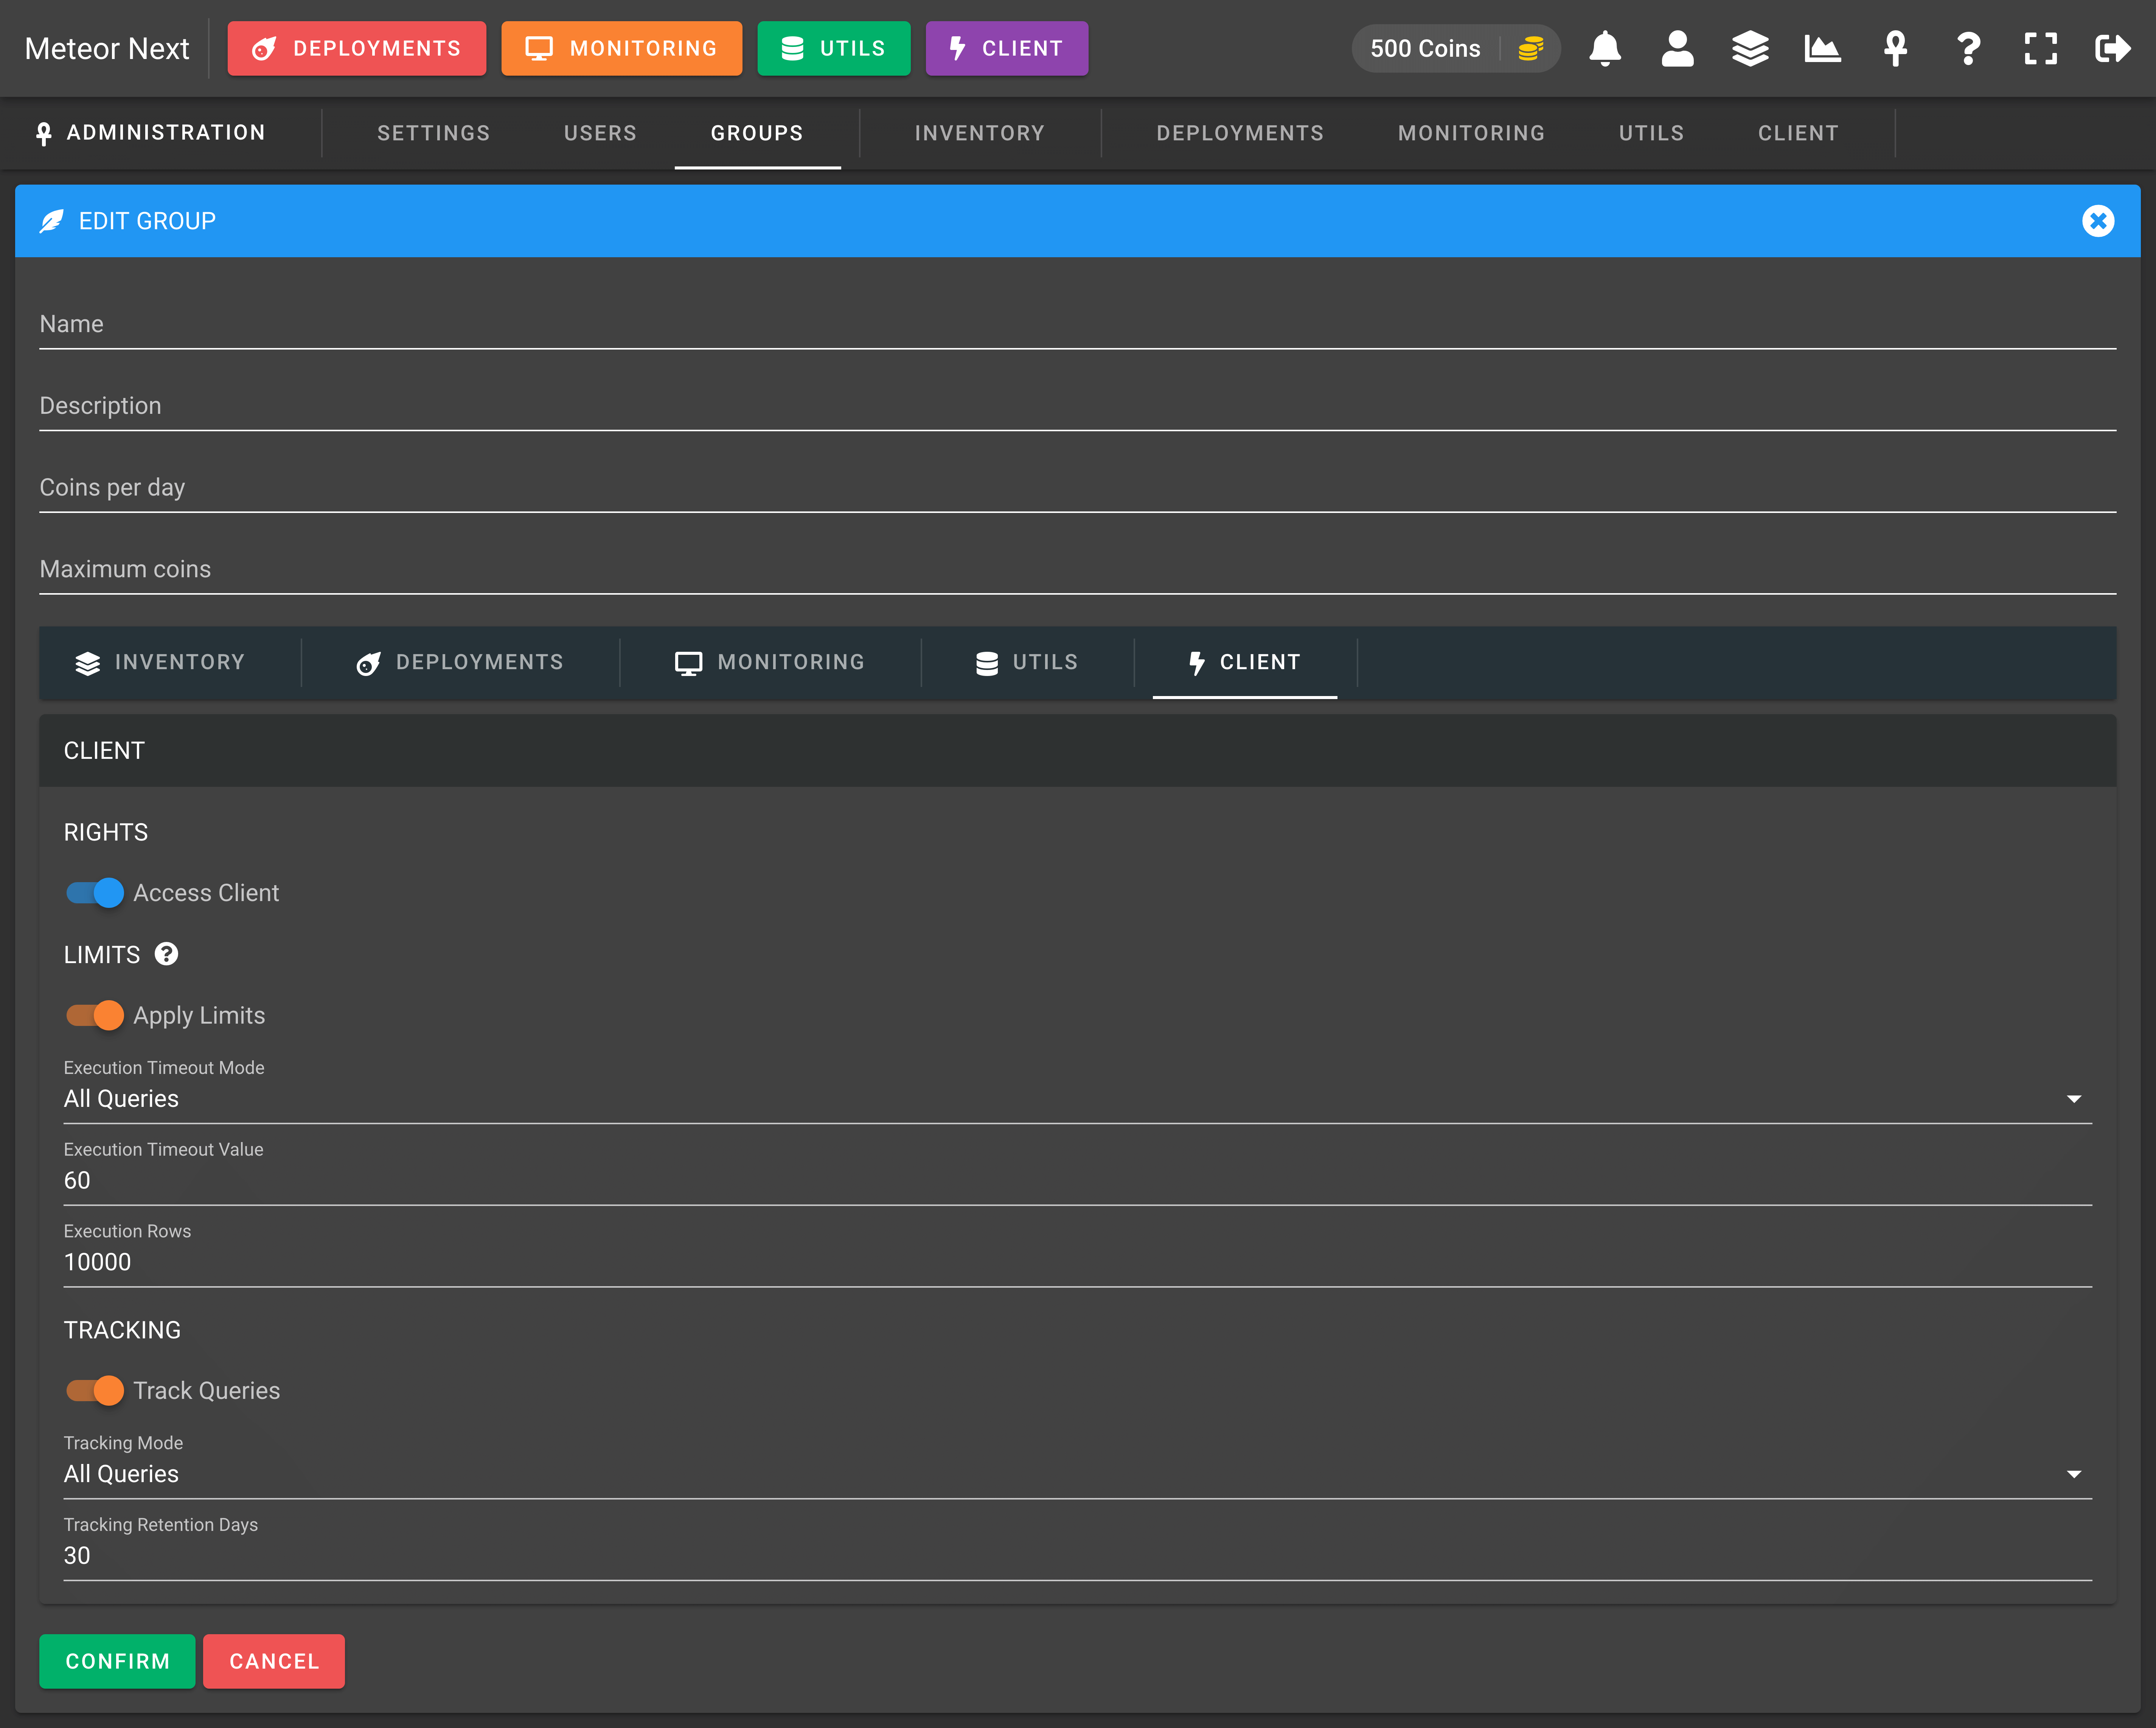 Meteor Next DEPLOYMENTS MONITORING UTILS CLIENT 500 Coins
ADMINISTRATION SETTINGS USERS GROUPS INVENTORY DEPLOYMENTS MONITORING UTILS CLIENT
EDIT GROUP
Name
Description
Coins per day
Maximum coins
INVENTORY DEPLOYMENTS MONITORING UTILS CLIENT
CLIENT
RIGHTS
Access Client
LIMITS
Apply Limits
Execution Timeout Mode
All Queries
Execution Timeout Value
60
Execution Rows
10000
TRACKING
Track Queries
Tracking Mode
All Queries
Tracking Retention Days
30
CONFIRM CANCEL